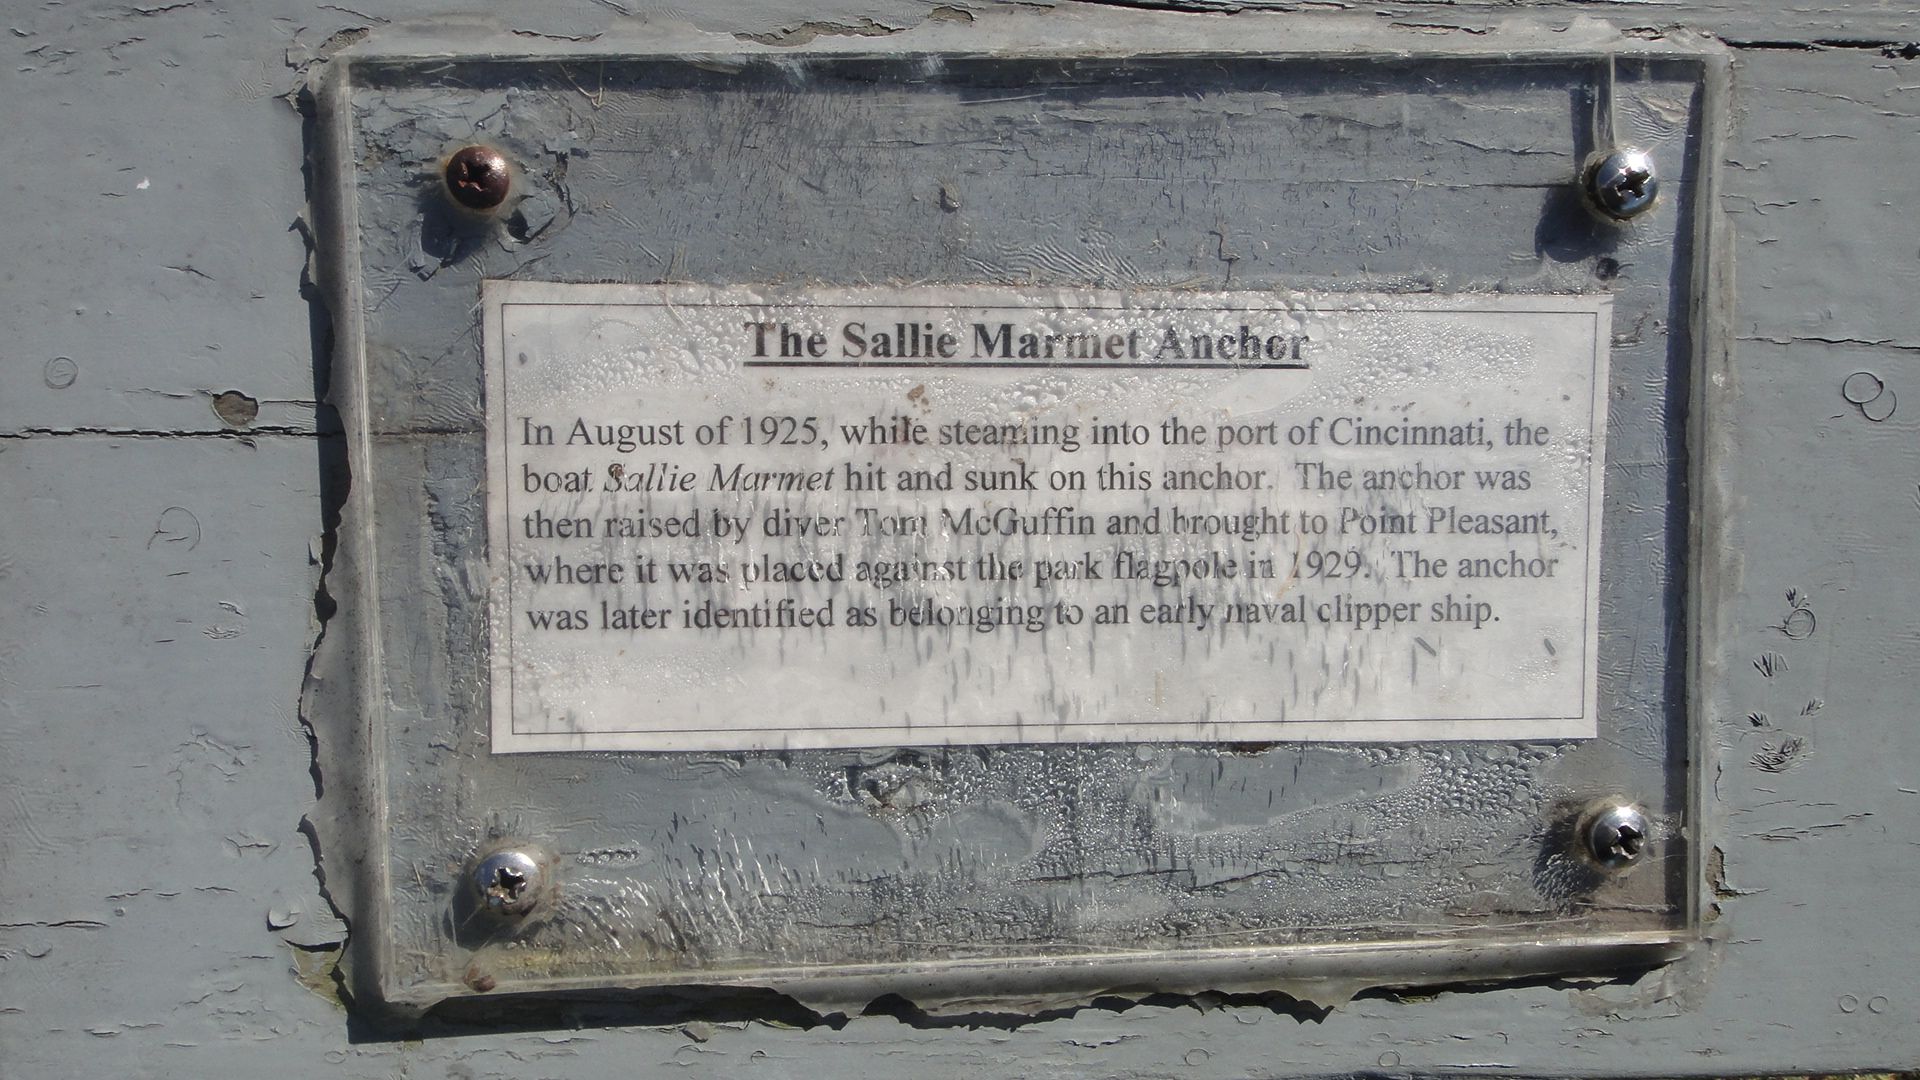 The Sallie Marmet Anchor
In August of 1925, while steaming into the port of Cincinnati, the
boat Sallie Marmet hit and sunk on this anchor. The anchor was
then raised by diver Tom McGuffin and brought to Point Pleasant,
where it was placed against the park flagpole in 1929. The anchor
was later identified as belonging to an early naval clipper ship.